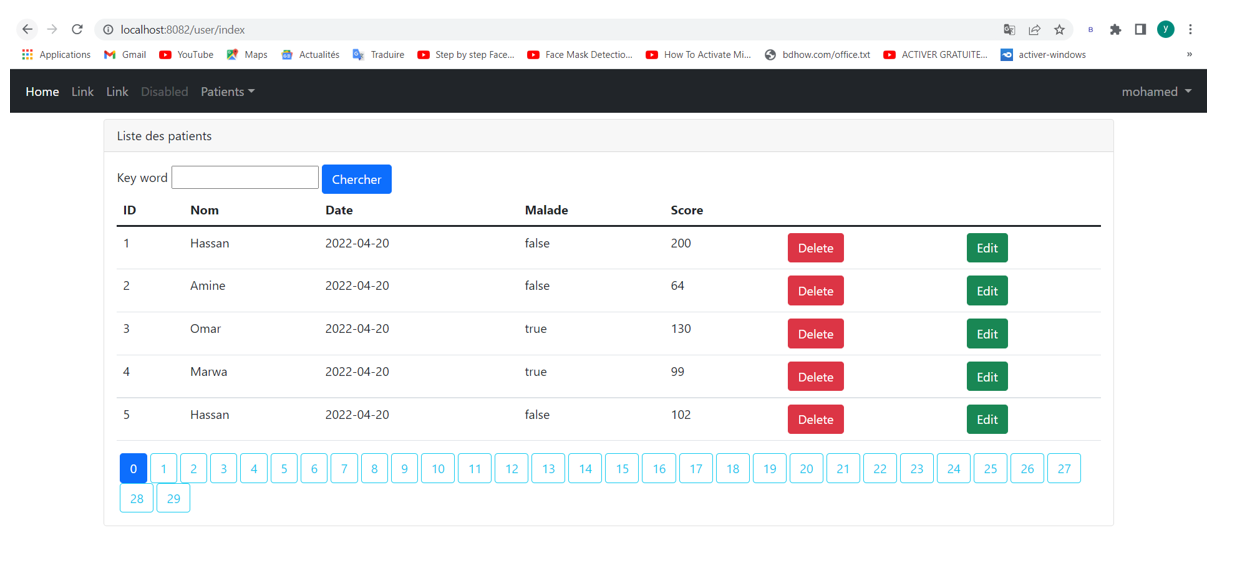 localhost:8082/user/index
y
Applications Gmail YouTube Maps Actualités Traduire Step by step Face... Face Mask Detectio... How To Activate Mi... bdhow.com/office.txt ACTIVER GRATUITE... activer-windows »
Home Link Link Disabled Patients mohamed
Liste des patients
Key word Chercher
ID Nom Date Malade Score
1 Hassan 2022-04-20 false 200 Delete Edit
2 Amine 2022-04-20 false 64 Delete Edit
3 Omar 2022-04-20 true 130 Delete Edit
4 Marwa 2022-04-20 true 99 Delete Edit
5 Hassan 2022-04-20 false 102 Delete Edit
0 1 2 3 4 5 6 7 8 9 10 11 12 13 14 15 16 17 18 19 20 21 22 23 24 25 26 27
28 29